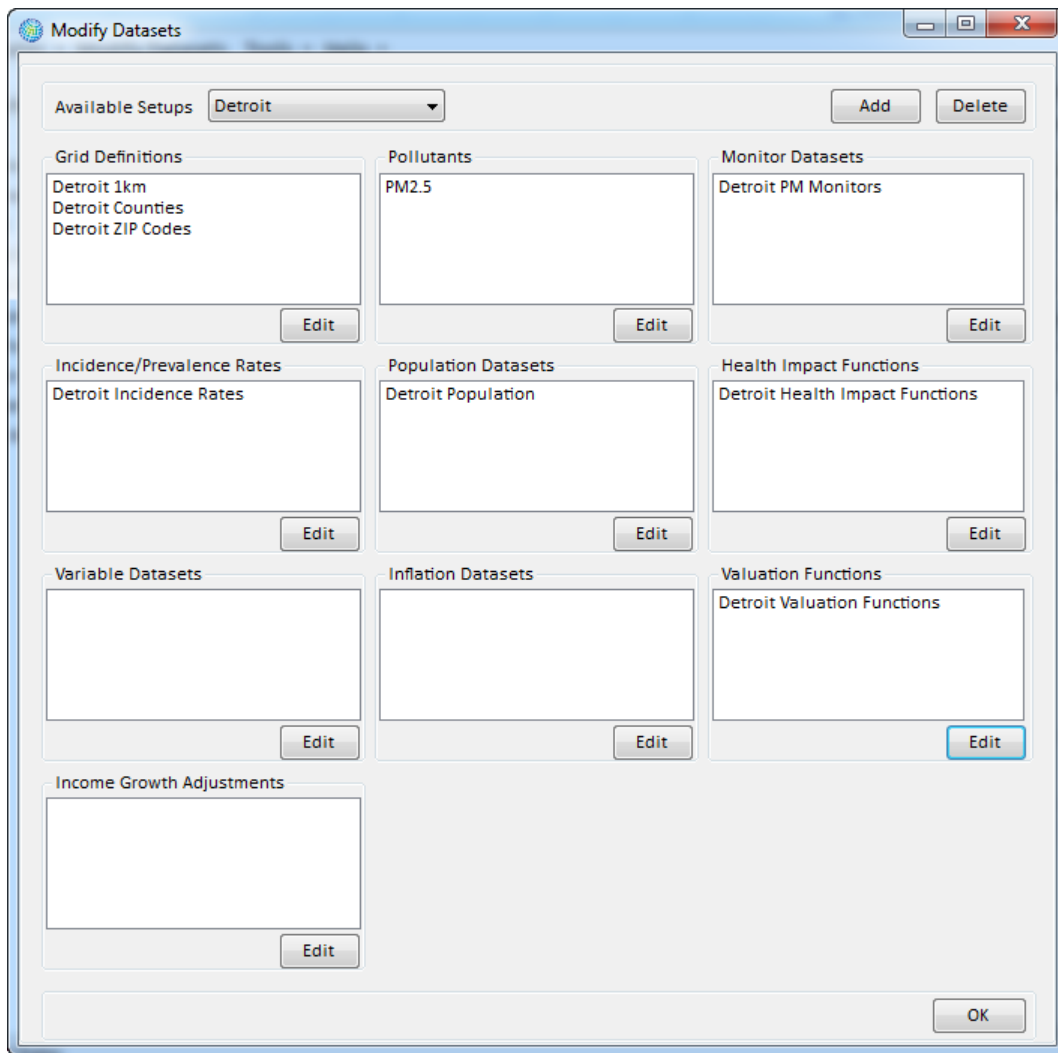 Modify Datasets
Available Setups Detroit Add Delete
Grid Definitions
Detroit 1km
Detroit Counties
Detroit ZIP Codes
Edit
Pollutants
PM2.5
Edit
Monitor Datasets
Detroit PM Monitors
Edit
Incidence/Prevalence Rates
Detroit Incidence Rates
Edit
Population Datasets
Detroit Population
Edit
Health Impact Functions
Detroit Health Impact Functions
Edit
Variable Datasets
Edit
Inflation Datasets
Edit
Valuation Functions
Detroit Valuation Functions
Edit
Income Growth Adjustments
Edit
OK